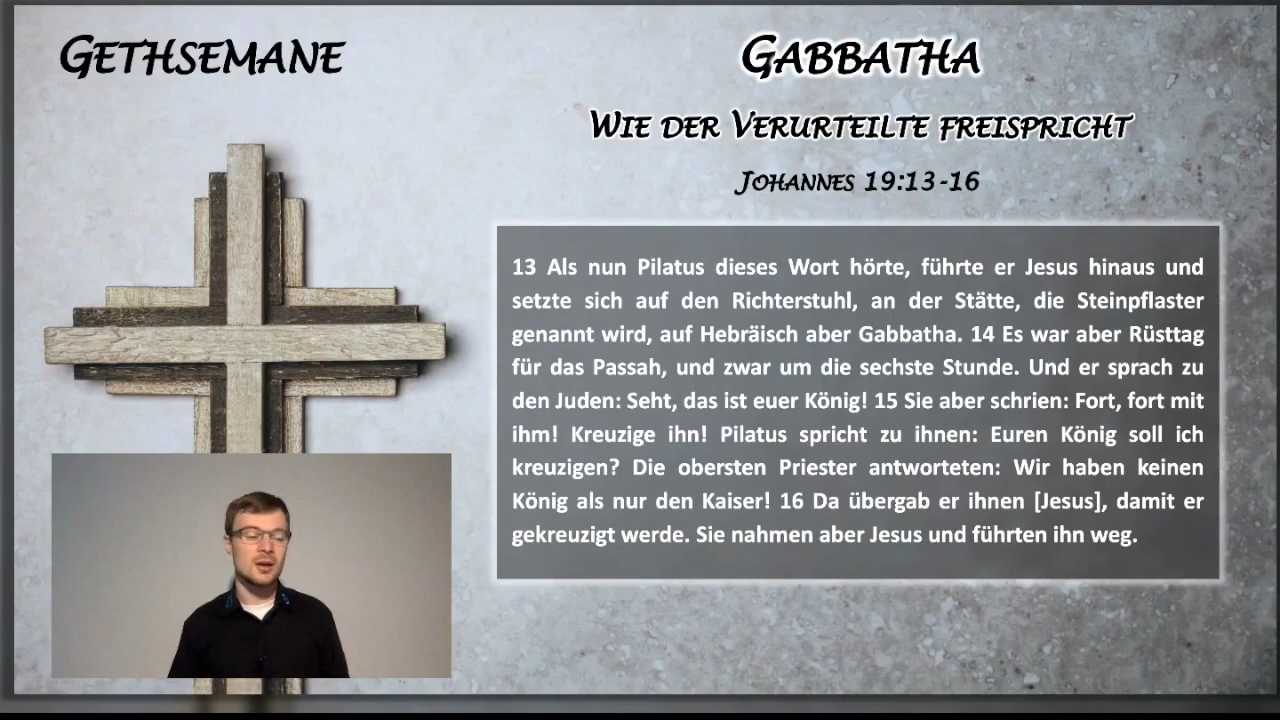 GETHSEMANE
GABBATHA
WIE DER VERURTEILTE FREISPRICHT
JOHANNES 19:13-16
13 Als nun Pilatus dieses Wort hörte, führte er Jesus hinaus und
setzte sich auf den Richterstuhl, an der Stätte, die Steinpflaster
genannt wird, auf Hebräisch aber Gabbatha. 14 Es war aber Rüsttag
für das Passah, und zwar um die sechste Stunde. Und er sprach zu
den Juden: Seht, das ist euer König! 15 Sie aber schrien: Fort, fort mit
ihm! Kreuzige ihn! Pilatus spricht zu ihnen: Euren König soll ich
kreuzigen? Die obersten Priester antworteten: Wir haben keinen
König als nur den Kaiser! 16 Da übergab er ihnen [Jesus], damit er
gekreuzigt werde. Sie nahmen aber Jesus und führten ihn weg.